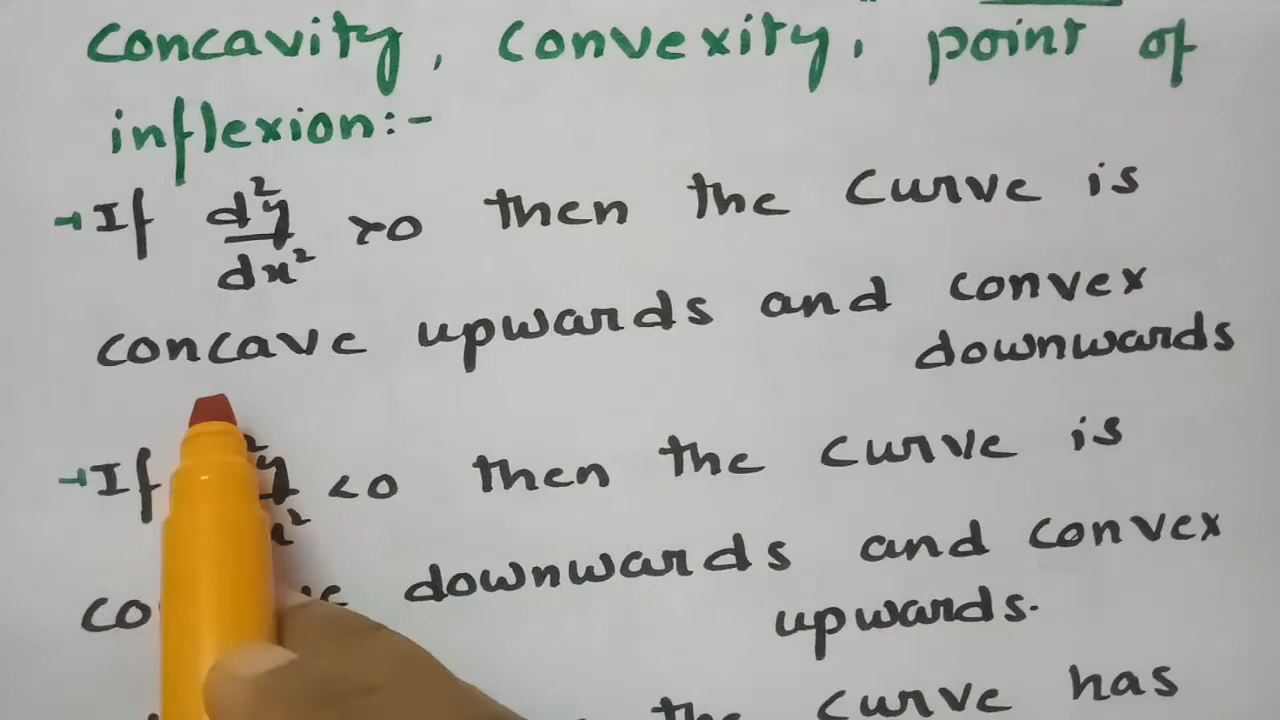 concavity, convexity, point of
inflexion:-
→ If d²y/dx² >0 then the curve is
concave upwards and convex
downwards
→ If y <0 then the curve is
downwards and convex
upwards.
the curve has